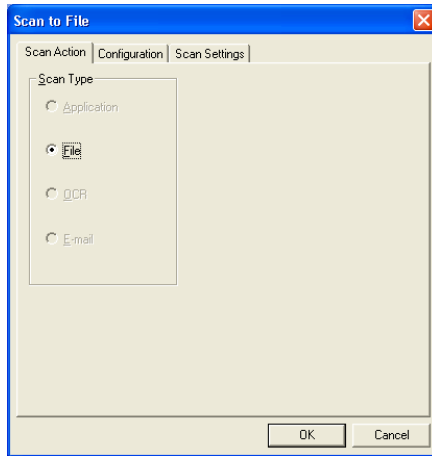 Scan to File
Scan Action Configuration Scan Settings
Scan Type
Application
File
OCR
E-mail
OK Cancel